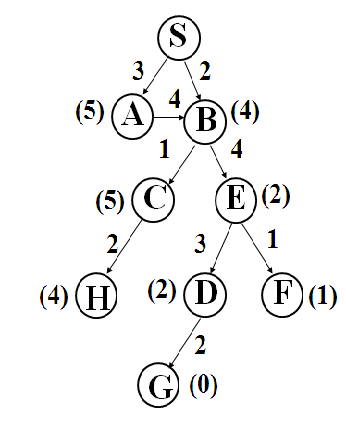 S
3 2
(5) A 4 B (4)
1 4
(5) C E (2)
2 3 1
(4) H (2) D F (1)
2
G (0)